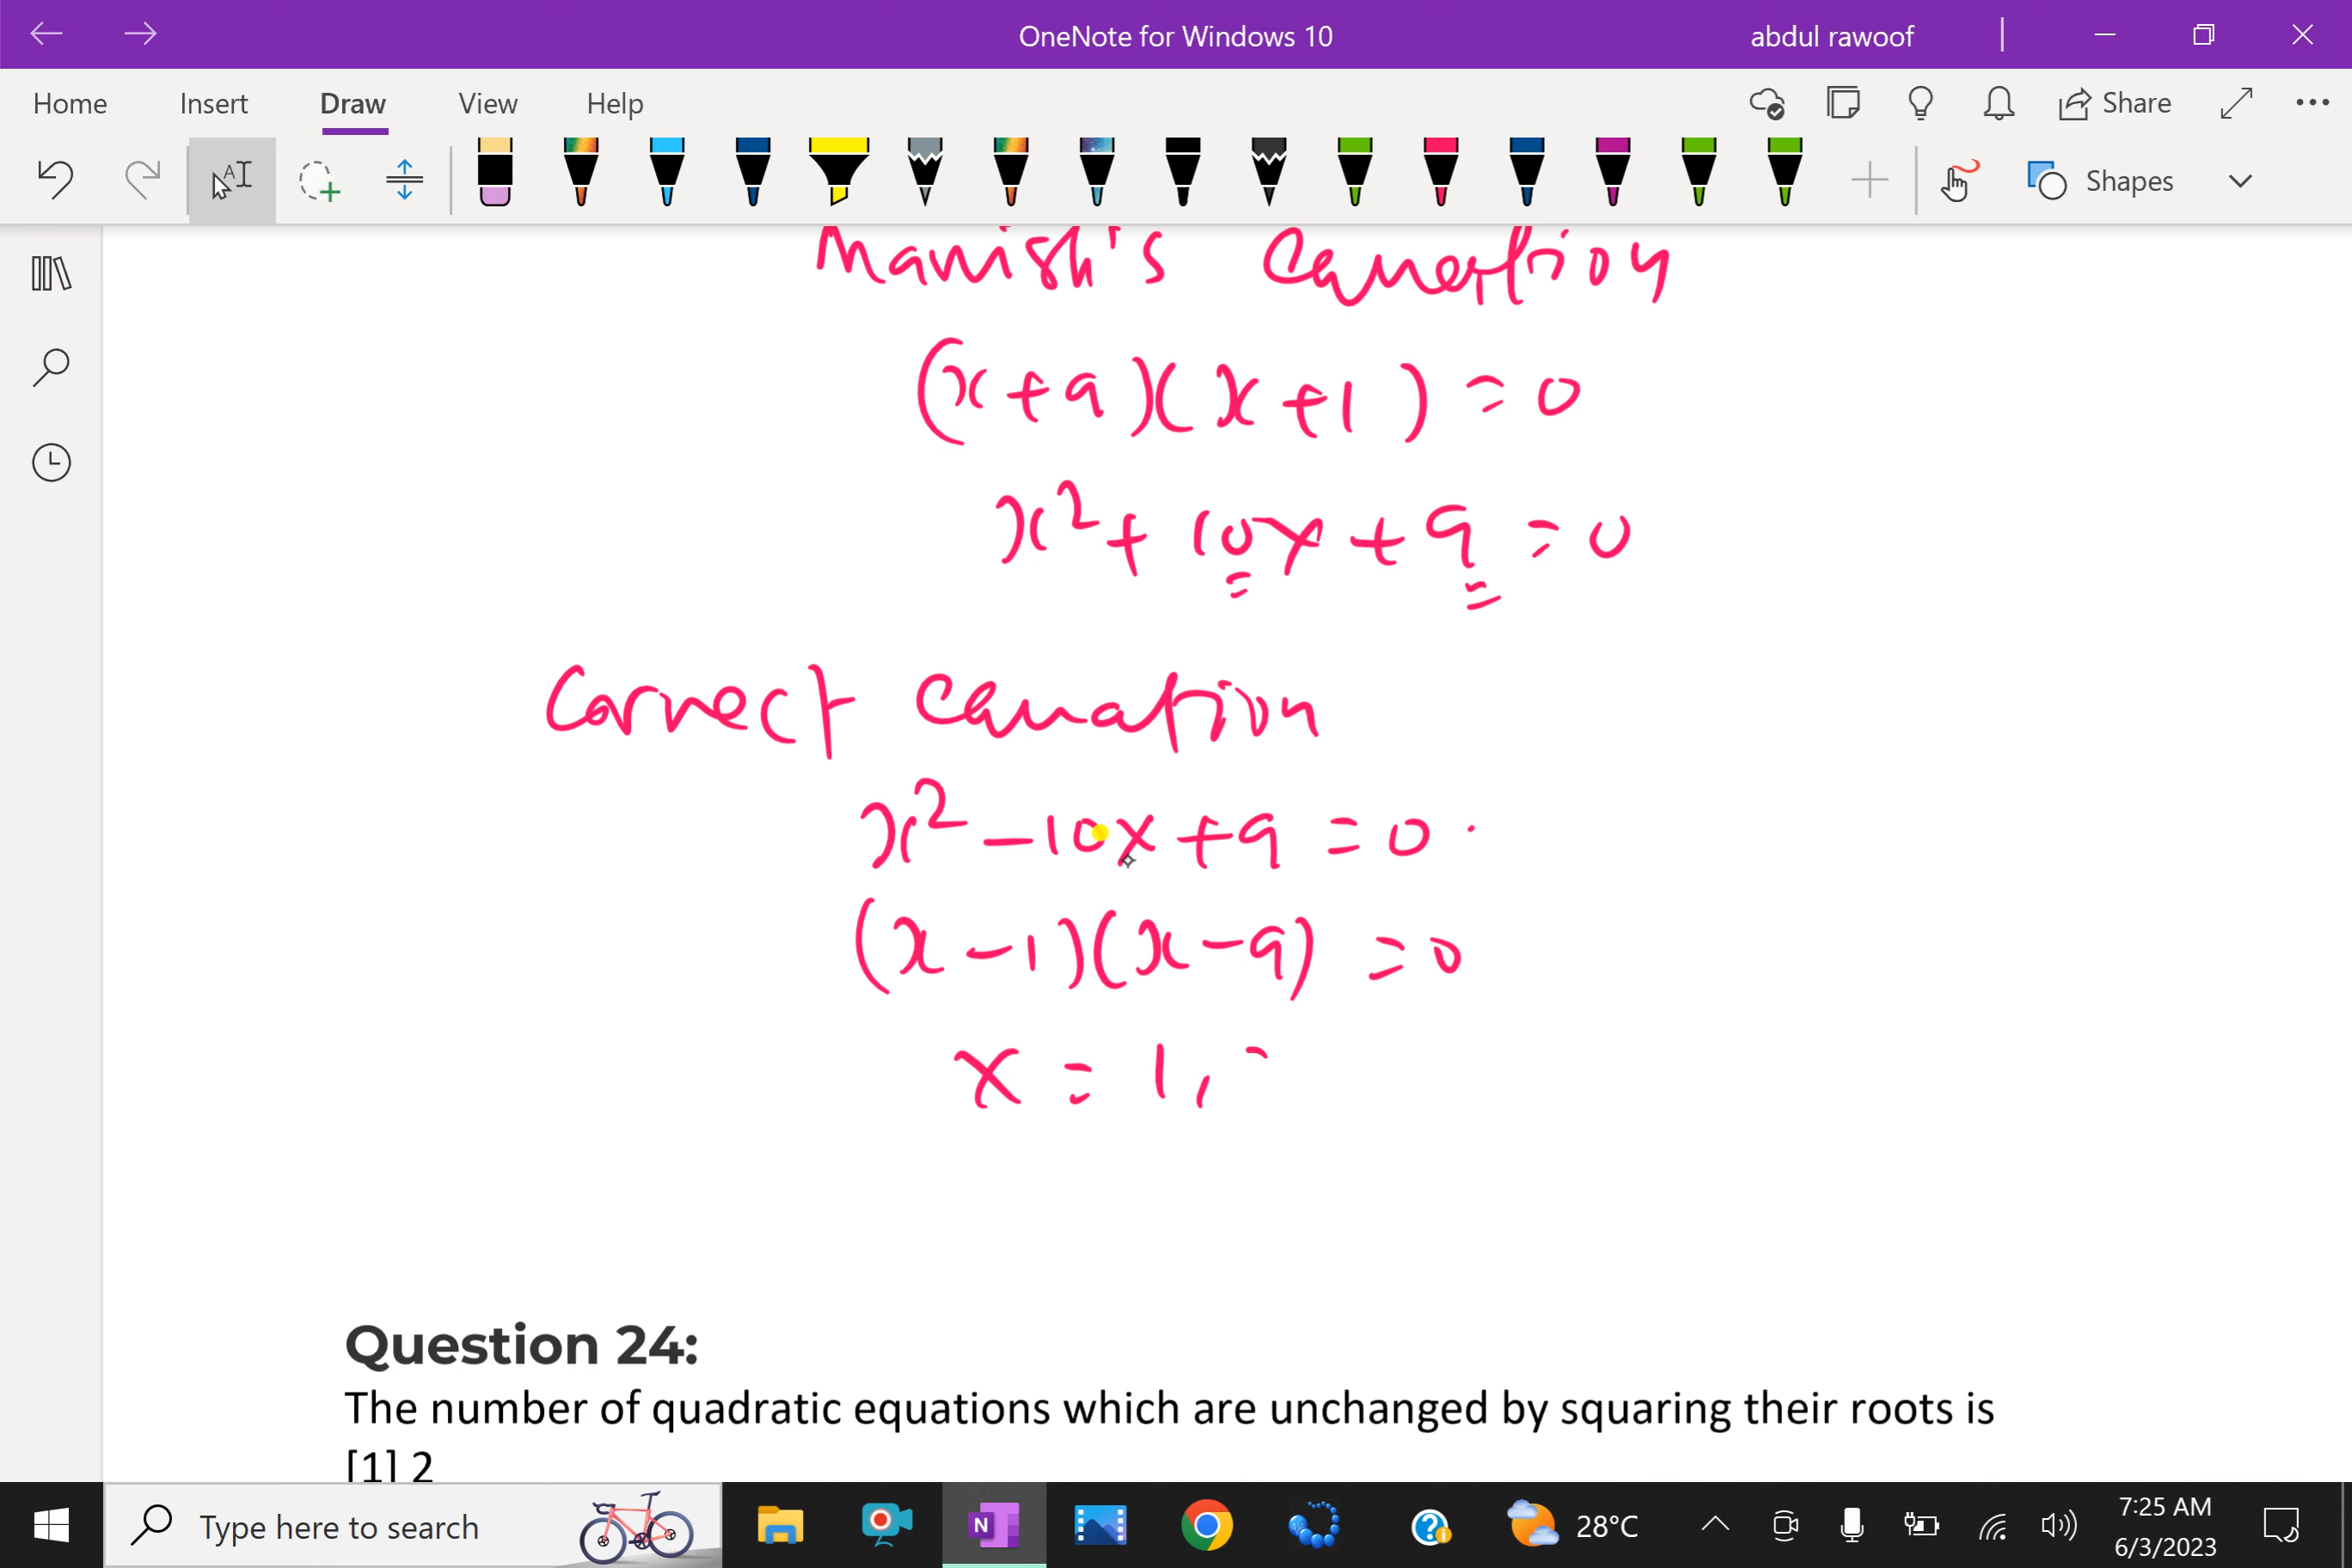 OneNote for Windows 10
abdul rawoof
Home Insert Draw View Help
Share
Shapes
Manish's equation
(x+9)(x+1)=0
x²+10x+9=0
Correct equation
x²-10x+9=0
(x-1)(x-9)=0
x=1,
Question 24:
The number of quadratic equations which are unchanged by squaring their roots is
[1] 2
Type here to search
28°C
7:25 AM
6/3/2023